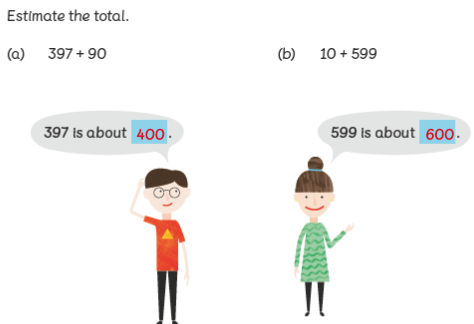 Estimate the total.
(a) 397 + 90
(b) 10 + 599
397 is about 400.
599 is about 600.